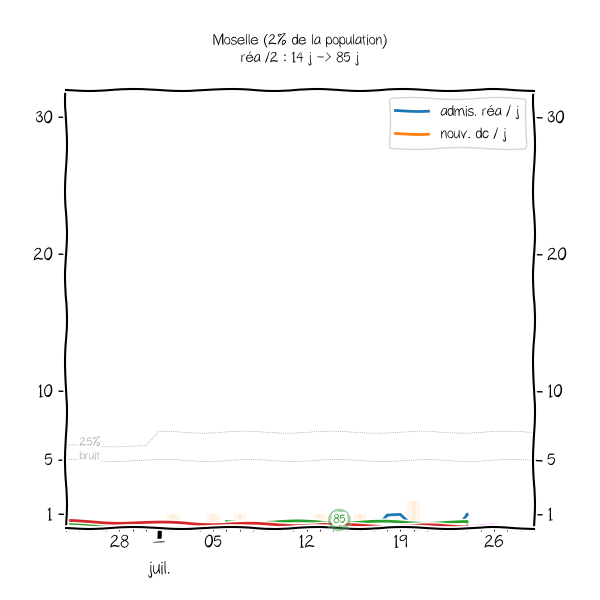 Moselle (2% de la population)
réa /2 : 14 j -> 85 j
admis. réa / j
nouv. dc / j
30 30
20 20
10 10
25%
bruit
5 5
1 1
85
28 1 05 12 19 26
juil.